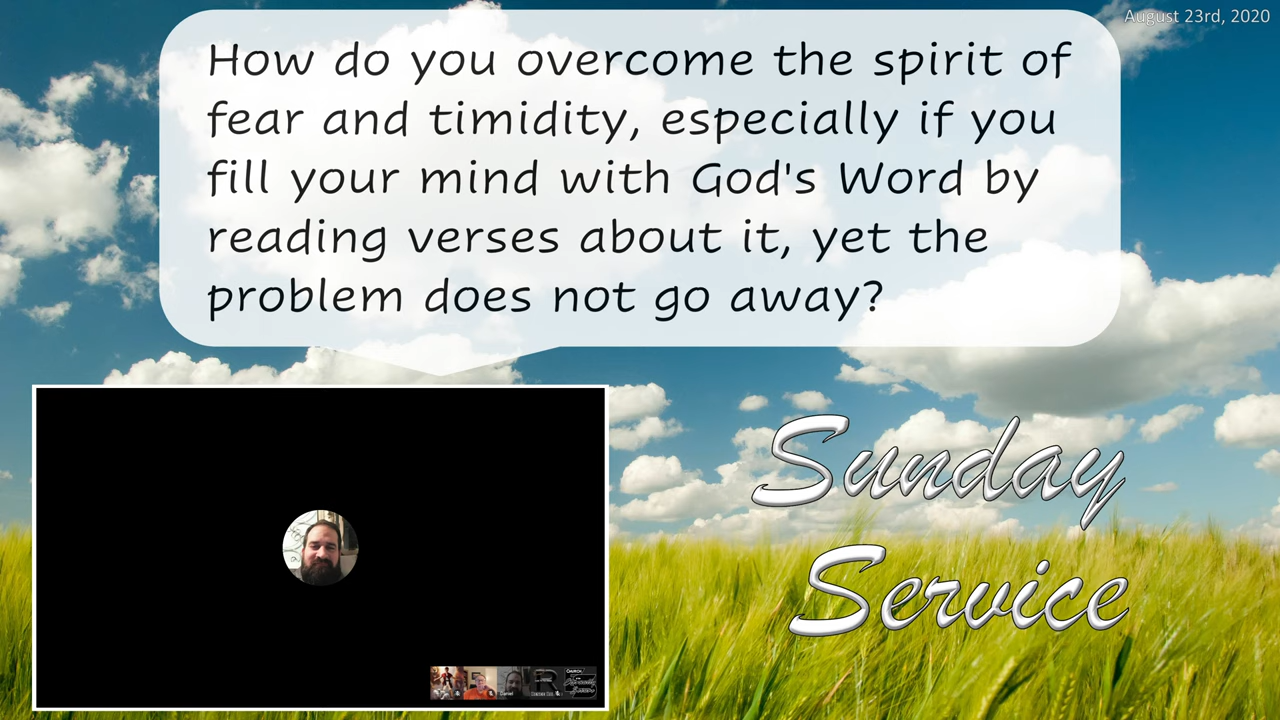 August 23rd, 2020
How do you overcome the spirit of
fear and timidity, especially if you
fill your mind with God's Word by
reading verses about it, yet the
problem does not go away?
Sunday
Service
Daniel